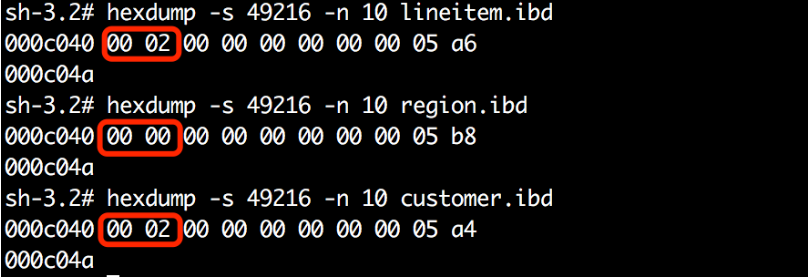 sh-3.2# hexdump -s 49216 -n 10 lineitem.ibd
000c040 00 02 00 00 00 00 00 00 05 a6
000c04a
sh-3.2# hexdump -s 49216 -n 10 region.ibd
000c040 00 00 00 00 00 00 00 00 05 b8
000c04a
sh-3.2# hexdump -s 49216 -n 10 customer.ibd
000c040 00 02 00 00 00 00 00 00 05 a4
000c04a